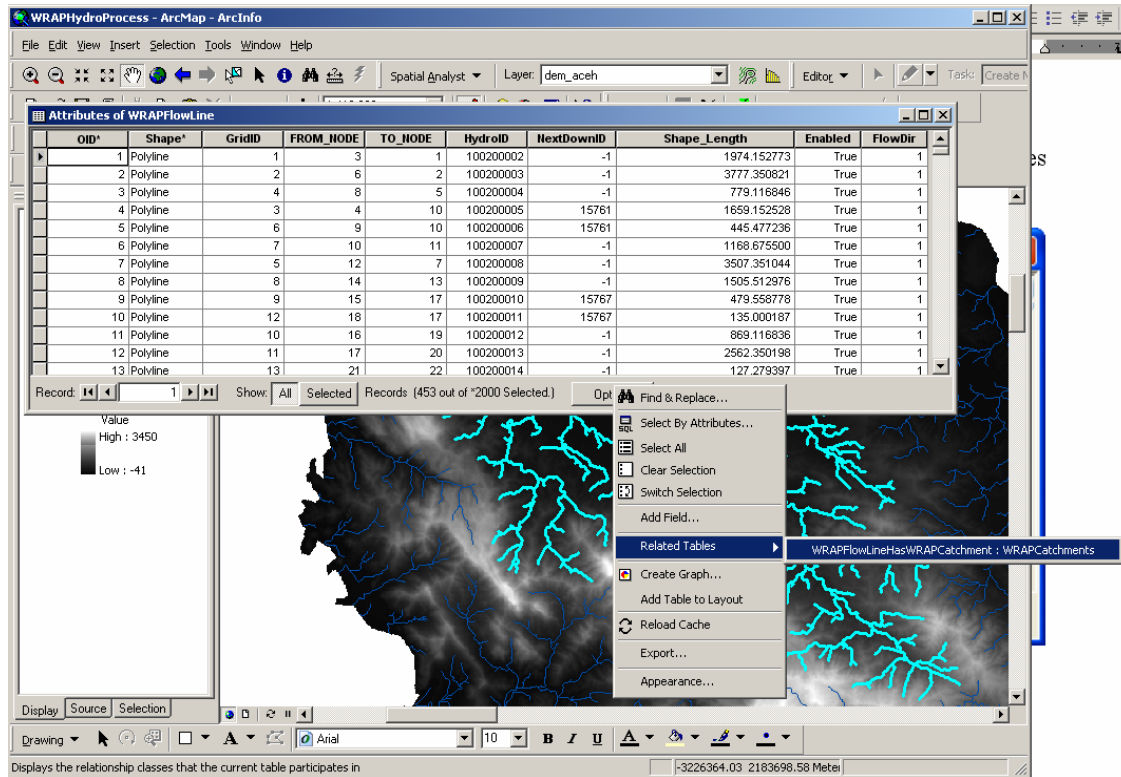 WRAPHydroProcess - ArcMap - ArcInfo
File Edit View Insert Selection Tools Window Help
Spatial Analyst Layer: dem_aceh Editor Task: Create N
Attributes of WRAPFlowLine
OID* Shape* GridID FROM_NODE TO_NODE HydroID NextDownID Shape_Length Enabled FlowDir
1 Polyline 1 3 1 100200002 -1 1974.152773 True 1
es
2 Polyline 2 6 2 100200003 -1 3777.350821 True 1
3 Polyline 4 8 5 100200004 -1 779.116846 True 1
4 Polyline 3 4 10 100200005 15761 1659.152528 True 1
5 Polyline 6 9 10 100200006 15761 445.477236 True 1
6 Polyline 7 10 11 100200007 -1 1168.675500 True 1
7 Polyline 5 12 7 100200008 -1 3507.351044 True 1
8 Polyline 8 14 13 100200009 -1 1505.512976 True 1
9 Polyline 9 15 17 100200010 15767 479.558778 True 1
10 Polyline 12 18 17 100200011 15767 135.000187 True 1
11 Polyline 10 16 19 100200012 -1 869.116836 True 1
12 Polyline 11 17 20 100200013 -1 2562.350198 True 1
13 Polyline 13 21 22 100200014 -1 127.279397 True 1
Record: 1 Show: All Selected Records (453 out of *2000 Selected.) Opt
Find & Replace...
Select By Attributes...
Select All
Clear Selection
Switch Selection
Add Field...
Related Tables
WRAPFlowLineHasWRAPCatchment : WRAPCatchments
Create Graph...
Add Table to Layout
Reload Cache
Export...
Appearance...
Value
High : 3450
Low : -41
Display Source Selection
Drawing A Arial 10 B I U A
Displays the relationship classes that the current table participates in
-3226364.03 2183698.58 Meter